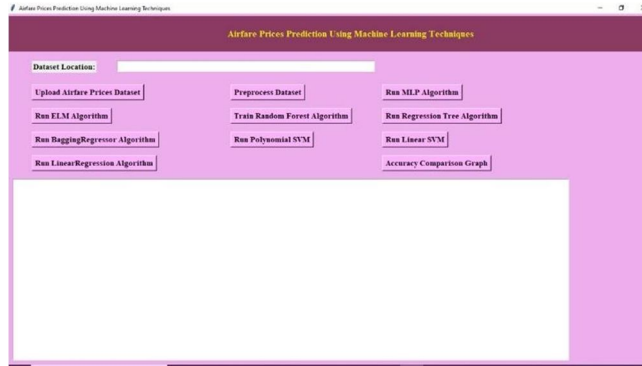 Airfare Prices Prediction Using Machine Learning Techniques
Airfare Prices Prediction Using Machine Learning Techniques
Dataset Location:
Upload Airfare Prices Dataset Preprocess Dataset Run MLP Algorithm
Run ELM Algorithm Train Random Forest Algorithm Run Regression Tree Algorithm
Run BaggingRegressor Algorithm Run Polynomial SVM Run Linear SVM
Run LinearRegression Algorithm Accuracy Comparison Graph